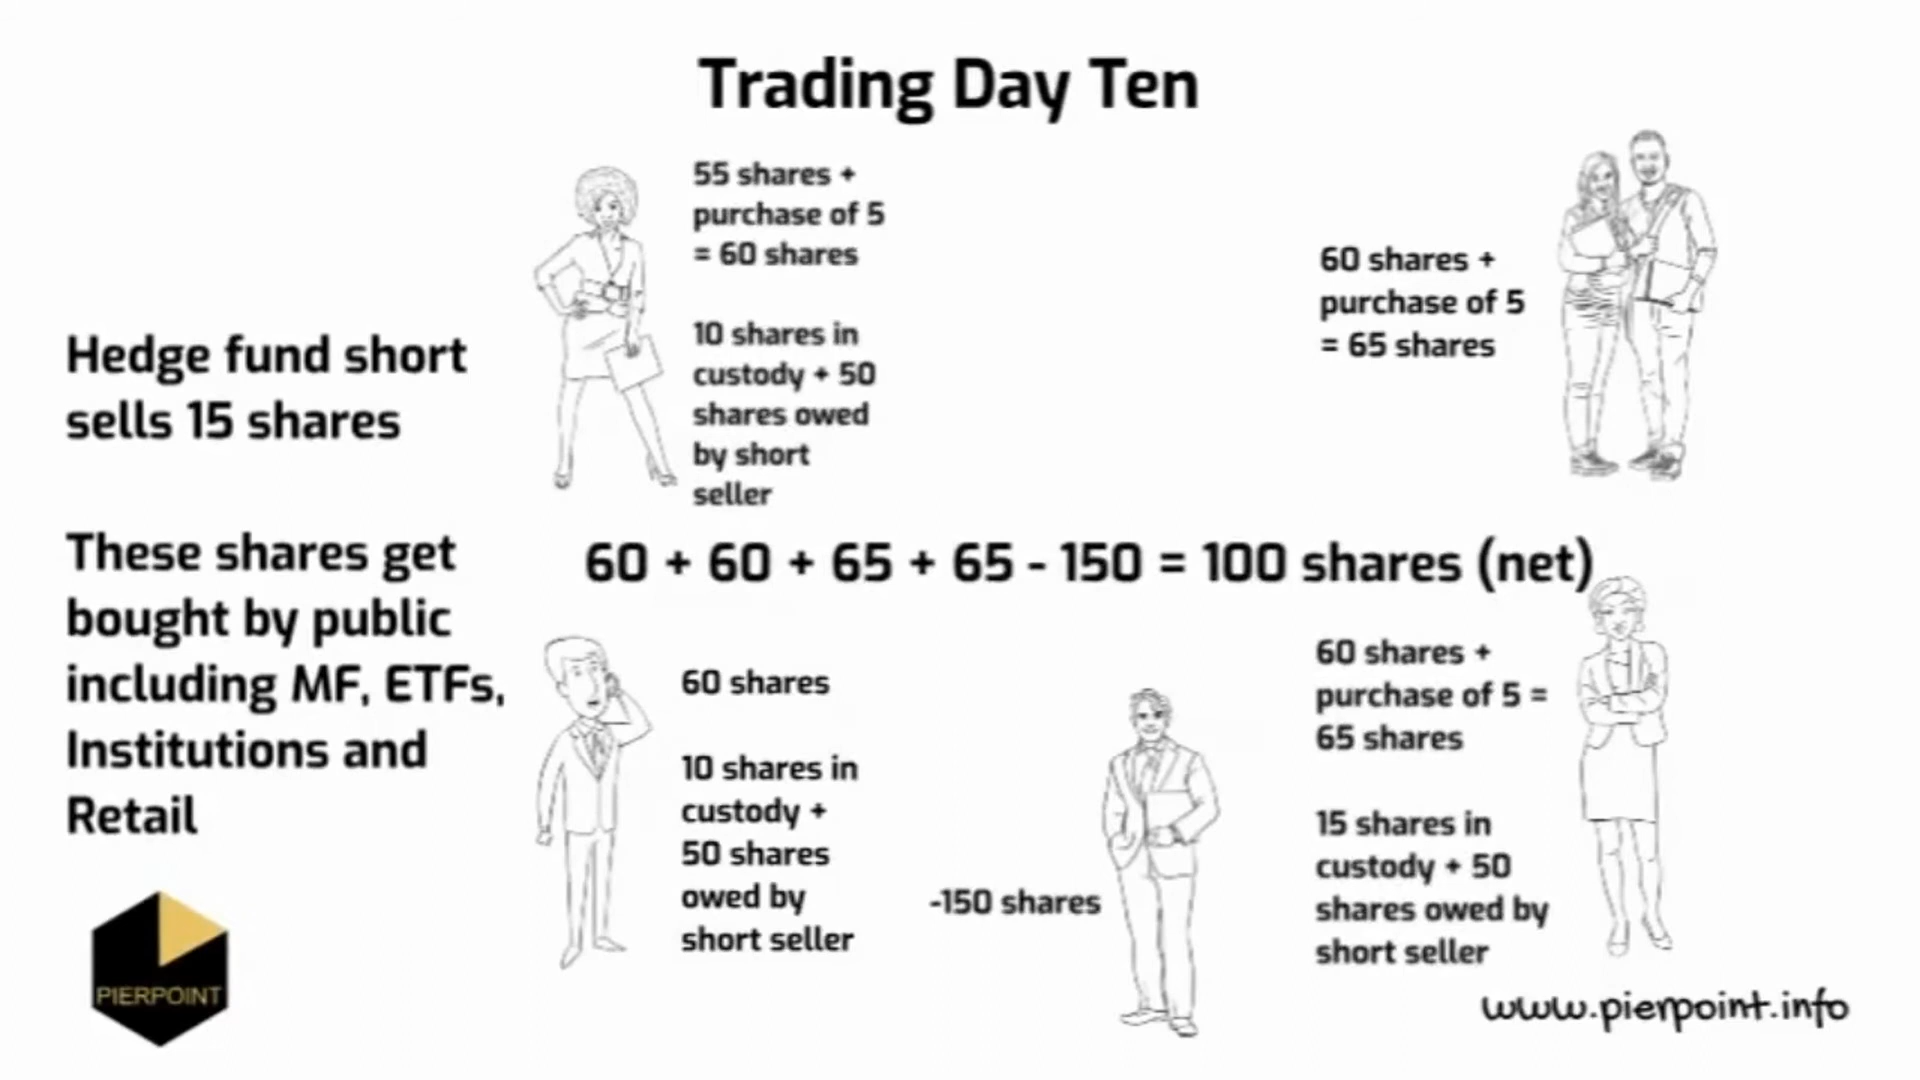 Trading Day Ten
Hedge fund short
sells 15 shares
These shares get
bought by public
including MF, ETFs,
Institutions and
Retail
55 shares +
purchase of 5
= 60 shares
10 shares in
custody + 50
shares owed
by short
seller
60 shares +
purchase of 5
= 65 shares
60 + 60 + 65 + 65 - 150 = 100 shares (net)
60 shares
10 shares in
custody +
50 shares
owed by
short seller
-150 shares
60 shares +
purchase of 5 =
65 shares
15 shares in
custody + 50
shares owed by
short seller
PIERPOINT
www.pierpoint.info